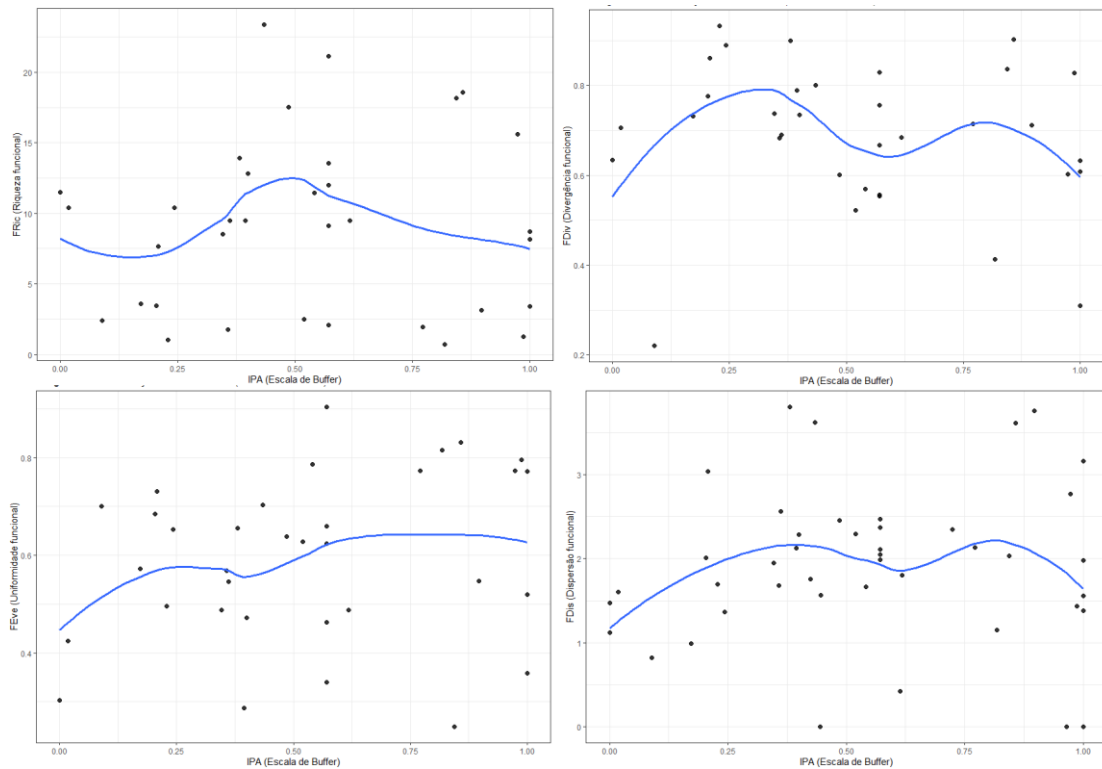 FRic (Riqueza funcional)
20
15
10
5
0
0.00 0.25 0.50 0.75 1.00
IPA (Escala de Buffer)
FDiv (Divergência funcional)
0.8
0.6
0.4
0.2
0.00 0.25 0.50 0.75 1.00
IPA (Escala de Buffer)
FEve (Uniformidade funcional)
0.8
0.6
0.4
0.00 0.25 0.50 0.75 1.00
IPA (Escala de Buffer)
FDis (Dispersão funcional)
3
2
1
0
0.00 0.25 0.50 0.75 1.00
IPA (Escala de Buffer)